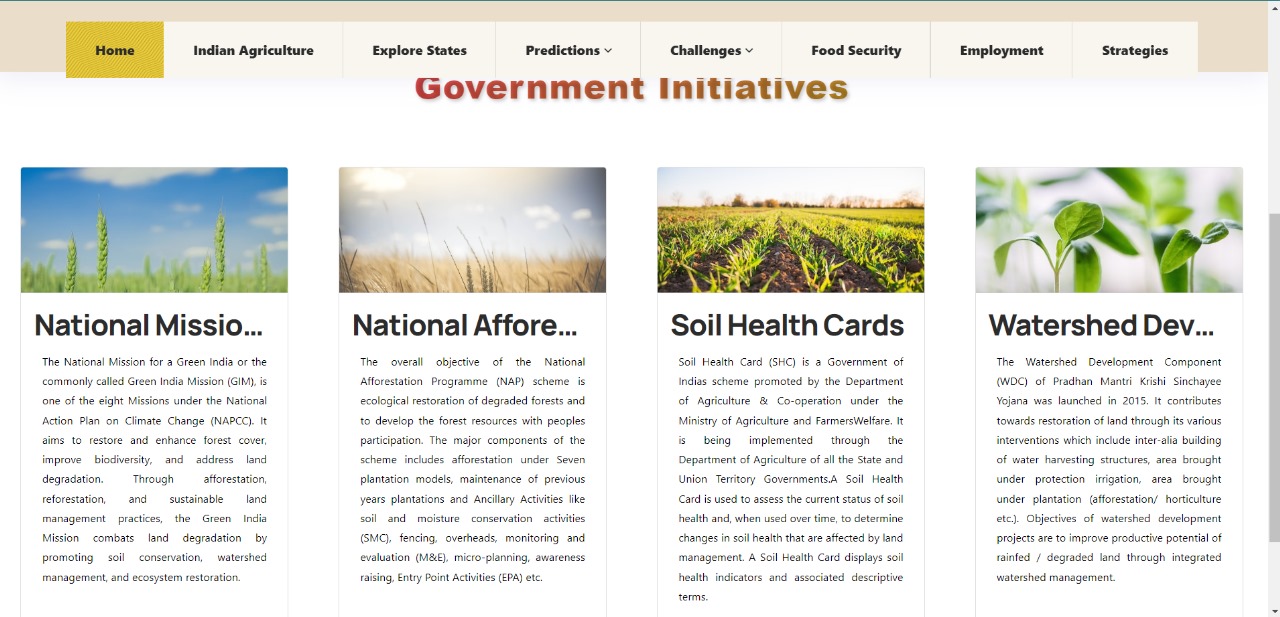 Home Indian Agriculture Explore States Predictions Challenges Food Security Employment Strategies
Government Initiatives
National Missio...
The National Mission for a Green India or the
commonly called Green India Mission (GIM), is
one of the eight Missions under the National
Action Plan on Climate Change (NAPCC). It
aims to restore and enhance forest cover,
improve biodiversity, and address land
degradation. Through afforestation,
reforestation, and sustainable land
management practices, the Green India
Mission combats land degradation by
promoting soil conservation, watershed
management, and ecosystem restoration.
National Affore...
The overall objective of the National
Afforestation Programme (NAP) scheme is
ecological restoration of degraded forests and
to develop the forest resources with peoples
participation. The major components of the
scheme includes afforestation under Seven
plantation models, maintenance of previous
years plantations and Ancillary Activities like
soil and moisture conservation activities
(SMC), fencing, overheads, monitoring and
evaluation (M&E), micro-planning, awareness
raising, Entry Point Activities (EPA) etc.
Soil Health Cards
Soil Health Card (SHC) is a Government of
Indias scheme promoted by the Department
of Agriculture & Co-operation under the
Ministry of Agriculture and FarmersWelfare. It
is being implemented through the
Department of Agriculture of all the State and
Union Territory Governments.A Soil Health
Card is used to assess the current status of soil
health and, when used over time, to determine
changes in soil health that are affected by land
management. A Soil Health Card displays soil
health indicators and associated descriptive
terms.
Watershed Dev...
The Watershed Development Component
(WDC) of Pradhan Mantri Krishi Sinchayee
Yojana was launched in 2015. It contributes
towards restoration of land through its various
interventions which include inter-alia building
of water harvesting structures, area brought
under protection irrigation, area brought
under plantation (afforestation/ horticulture
etc.). Objectives of watershed development
projects are to improve productive potential of
rainfed / degraded land through integrated
watershed management.